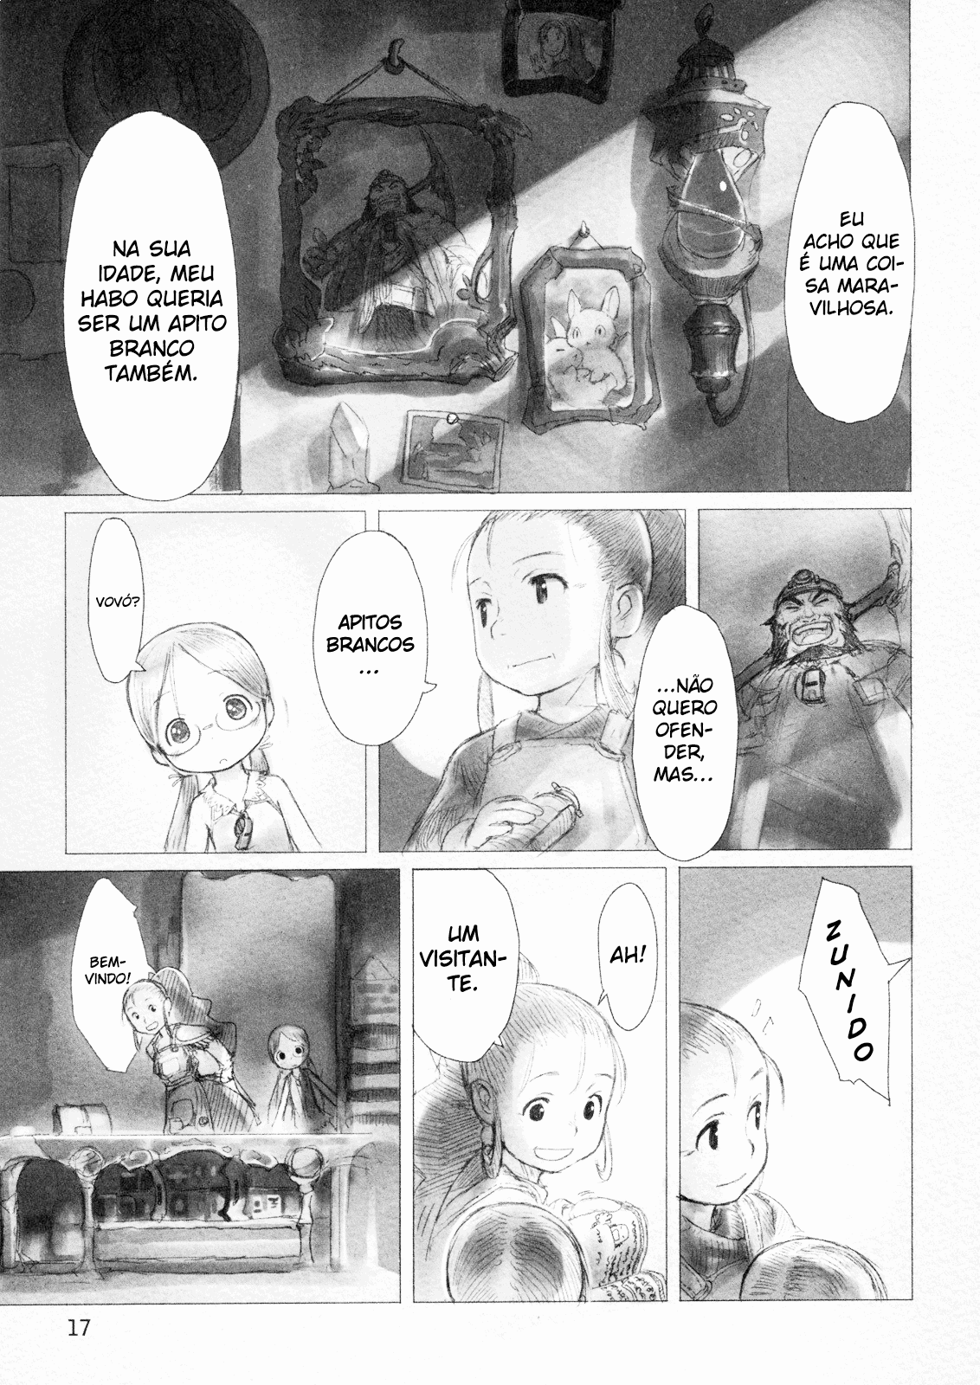 EU
ACHO QUE
É UMA COI-
SA MARA-
VILHOSA.
NA SUA
IDADE, MEU
HABO QUERIA
SER UM APITO
BRANCO
TAMBÉM.
...NÃO
QUERO
OFEN-
DER,
MAS...
APITOS
BRANCOS
...
VOVÓ?
ZUNIDO
AH!
UM
VISITAN-
TE.
BEM-
VINDO!
17